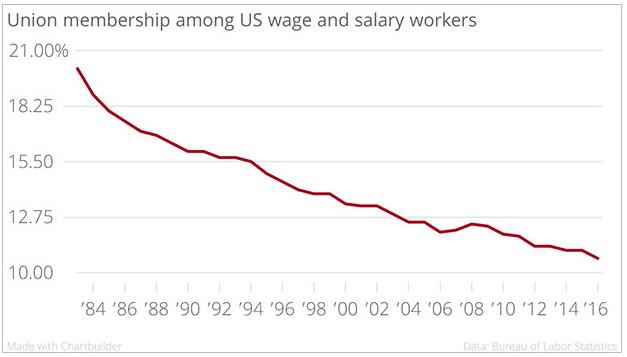 Union membership among US wage and salary workers
21.00%
18.25
15.50
12.75
10.00
’84 ’86 ’88 ’90 ’92 ’94 ’96 ’98 ’00 ’02 ’04 ’06 ’08 ’10 ’12 ’14 ’16
Made with Chartbuilder Data: Bureau of Labor Statistics